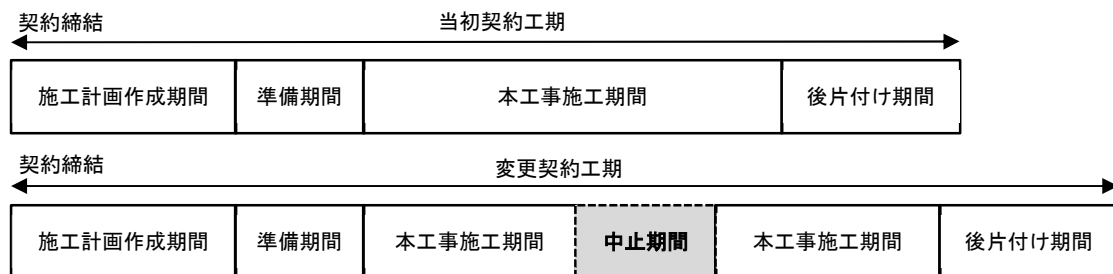 契約締結 当初契約工期
施工計画作成期間 準備期間 本工事施工期間 後片付け期間
契約締結 変更契約工期
施工計画作成期間 準備期間 本工事施工期間 中止期間 本工事施工期間 後片付け期間